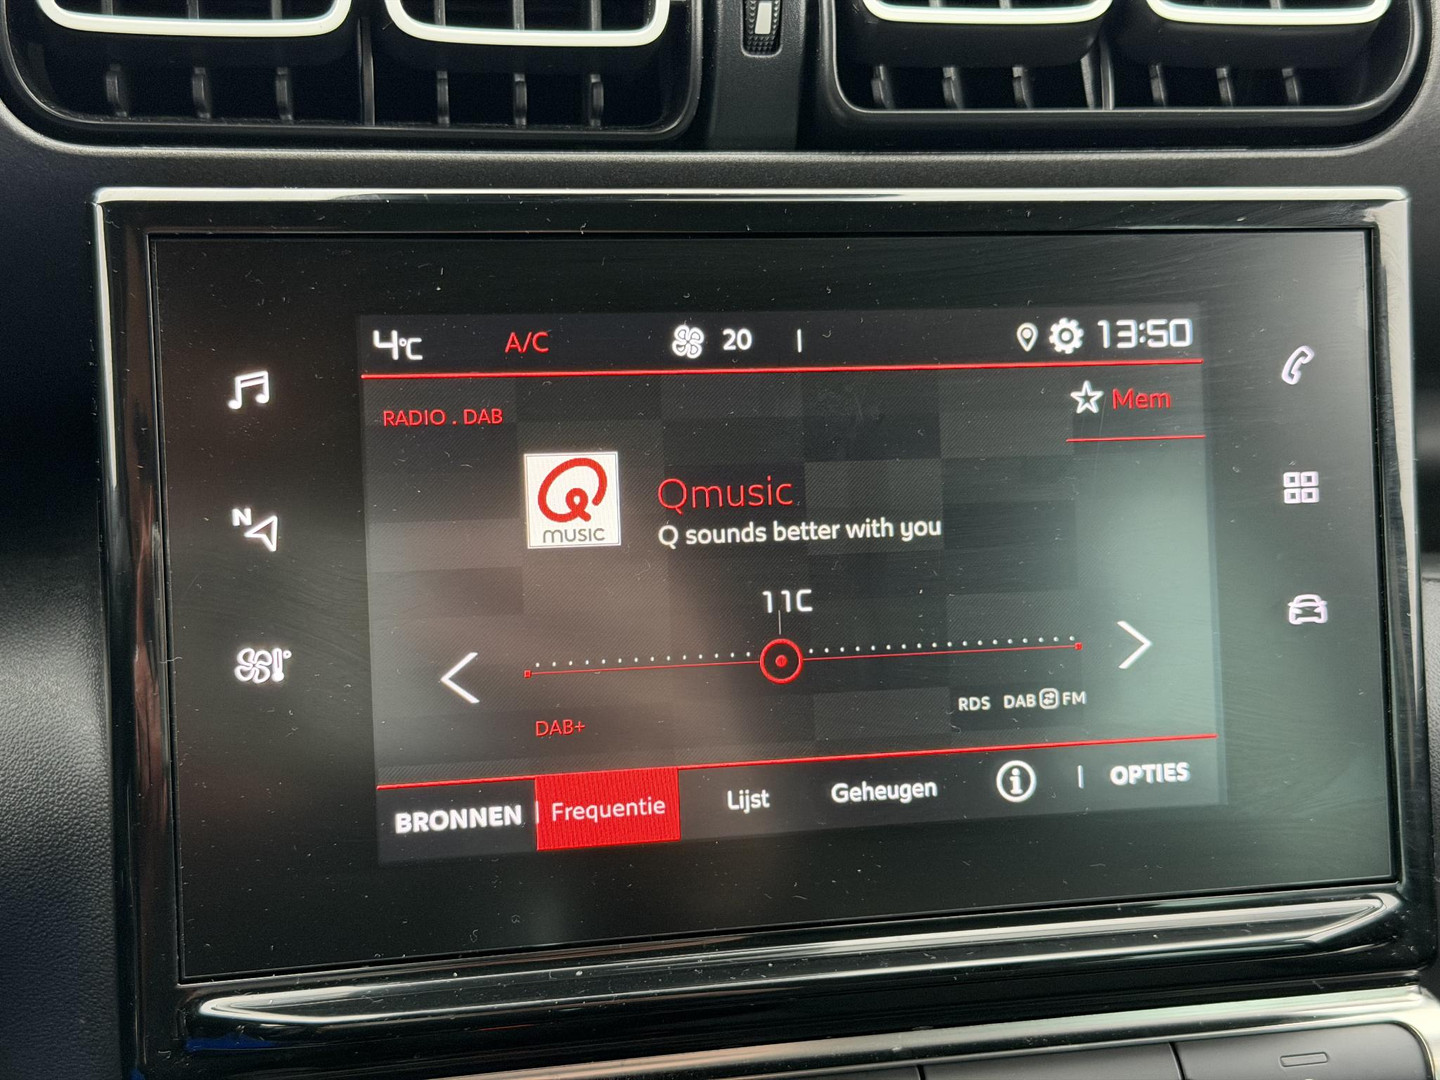 4°C A/C 20 13:50
RADIO . DAB
Mem
Q
MUSIC
Qmusic
Q sounds better with you
11C
N
RDS DAB FM
DAB+
BRONNEN Frequentie Lijst Geheugen i OPTIES